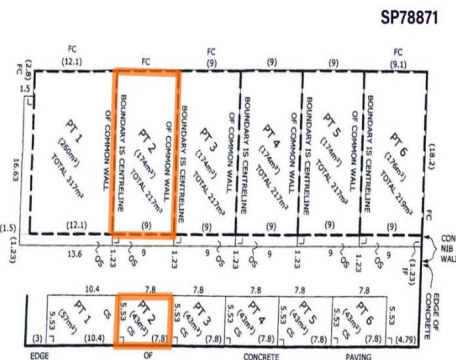 SP78871
FC
FC
FC
(12.1)
FC
(9)
(9)
(9)
(9)
(9.1)
(2.8)
1.5
16.63
PT 1
(260m²)
TOTAL 317m²
BOUNDARY IS CENTRELINE
OF COMMON WALL
PT 2
(174m²)
TOTAL 217m²
BOUNDARY IS CENTRELINE
OF COMMON WALL
PT 3
(174m²)
TOTAL 217m²
BOUNDARY IS CENTRELINE
OF COMMON WALL
PT 4
(174m²)
TOTAL 217m²
BOUNDARY IS CENTRELINE
OF COMMON WALL
PT 5
(174m²)
TOTAL 217m²
BOUNDARY IS CENTRELINE
OF COMMON WALL
PT 6
(176m²)
TOTAL 219m²
(18.2)
FC
(12.1)
(9)
(9)
(9)
(9)
(9)
(1.5)
(1.23)
13.6
OS
1.23
9
OS
1.23
9
OS
1.23
9
OS
1.23
9
OS
1.23
9
OS
(1.23)
CON
NIB
WALL
EDGE OF
CONCRETE
10.4
7.8
7.8
7.8
7.8
7.8
5.53
PT 1
(57m²)
CS
5.53
PT 2
(43m²)
CS
5.53
PT 3
(43m²)
CS
5.53
PT 4
(43m²)
CS
5.53
PT 5
(43m²)
CS
5.53
PT 6
(43m²)
CS
5.53
(3)
(10.4)
(7.8)
(7.8)
(7.8)
(7.8)
(7.8)
(4.79)
EDGE
OF
CONCRETE
PAVING